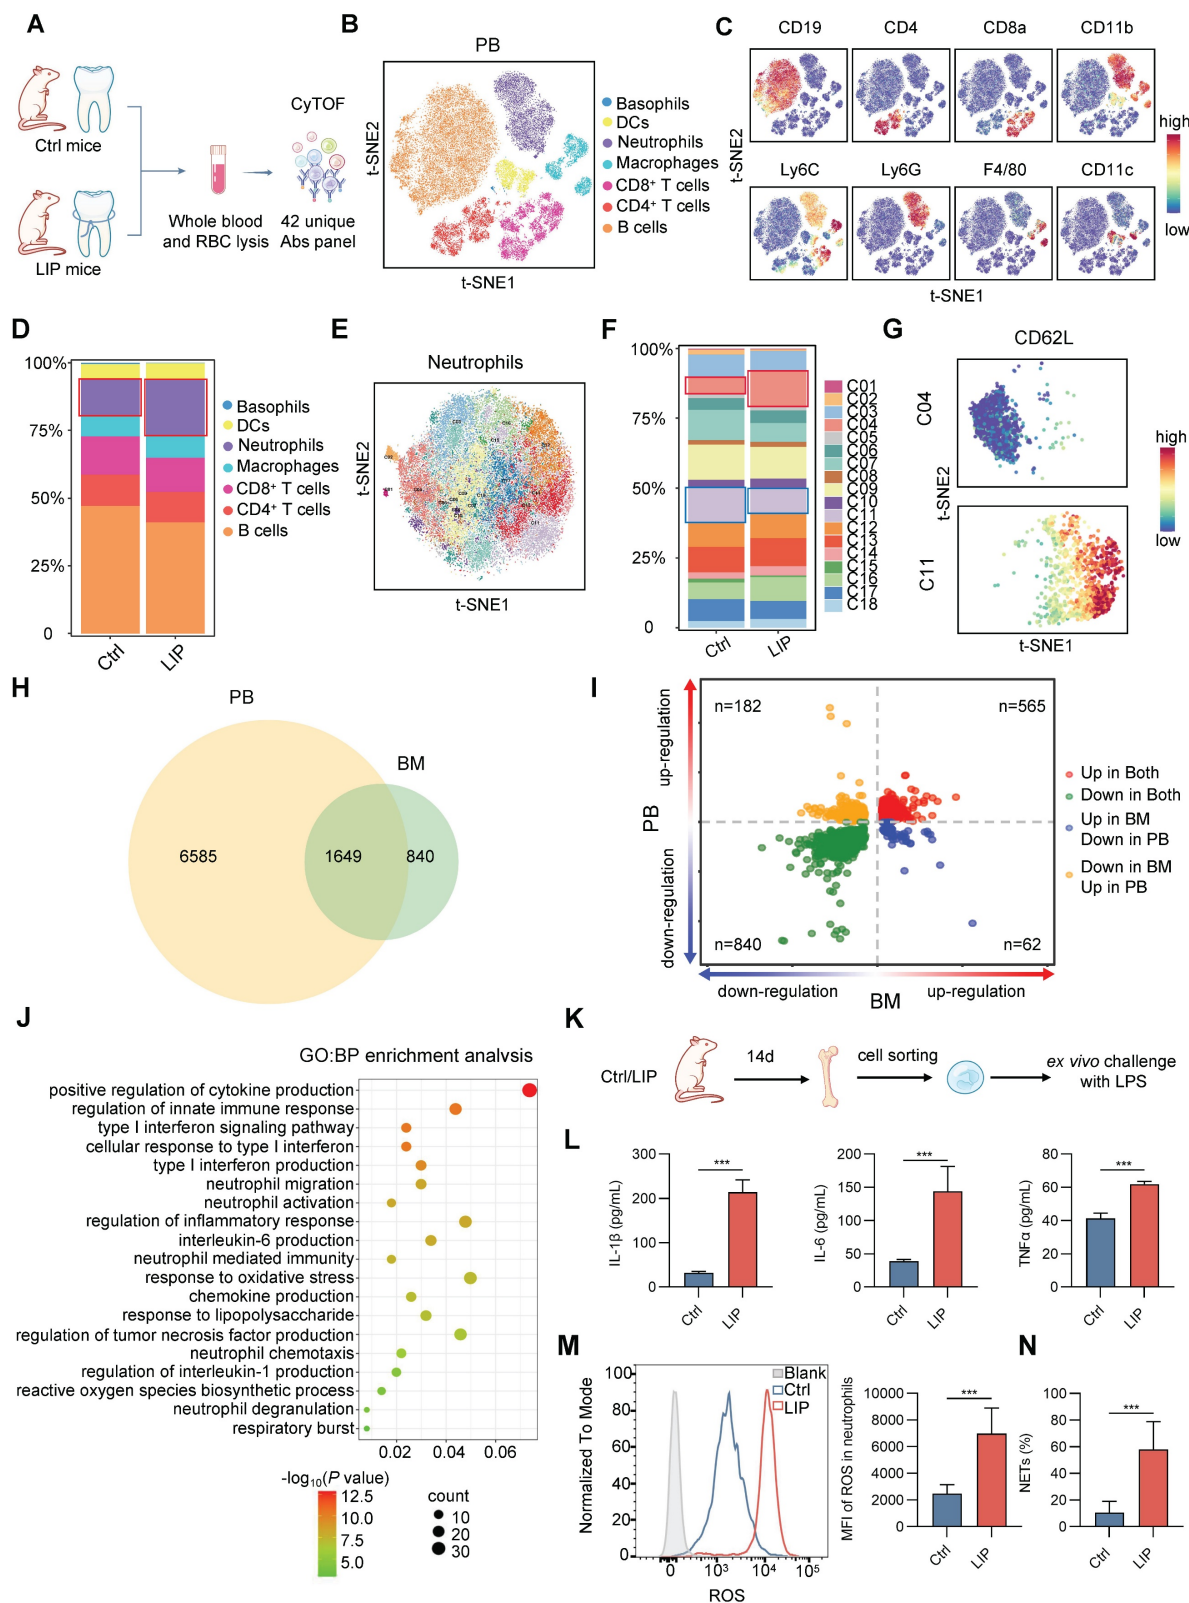 A
Ctrl mice
LIP mice
Whole blood
and RBC lysis
CyTOF
42 unique
Abs panel
B
PB
t-SNE2
t-SNE1
Basophils
DCs
Neutrophils
Macrophages
CD8⁺ T cells
CD4⁺ T cells
B cells
C
CD19
CD4
CD8a
CD11b
Ly6C
Ly6G
F4/80
CD11c
t-SNE2
t-SNE1
high
low
D
100%
75%
50%
25%
0
Ctrl
LIP
Basophils
DCs
Neutrophils
Macrophages
CD8⁺ T cells
CD4⁺ T cells
B cells
E
Neutrophils
t-SNE2
t-SNE1
F
100%
75%
50%
25%
0
Ctrl
LIP
C01
C02
C03
C04
C05
C06
C07
C08
C09
C10
C11
C12
C13
C14
C15
C16
C17
C18
G
CD62L
C04
C11
t-SNE2
t-SNE1
high
low
H
PB
BM
6585
1649
840
I
PB
up-regulation
down-regulation
n=182
n=565
n=840
n=62
down-regulation
BM
up-regulation
Up in Both
Down in Both
Up in BM
Down in PB
Down in BM
Up in PB
J
GO:BP enrichment analysis
positive regulation of cytokine production
regulation of innate immune response
type I interferon signaling pathway
cellular response to type I interferon
type I interferon production
neutrophil migration
neutrophil activation
regulation of inflammatory response
interleukin-6 production
neutrophil mediated immunity
response to oxidative stress
chemokine production
response to lipopolysaccharide
regulation of tumor necrosis factor production
neutrophil chemotaxis
regulation of interleukin-1 production
reactive oxygen species biosynthetic process
neutrophil degranulation
respiratory burst
0.02 0.04 0.06
-log₁₀(P value)
12.5
10.0
7.5
5.0
count
10
20
30
K
Ctrl/LIP
14d
cell sorting
ex vivo challenge
with LPS
L
IL-1β (pg/mL)
300
200
100
0
***
Ctrl
LIP
IL-6 (pg/mL)
200
150
100
50
0
***
Ctrl
LIP
TNFα (pg/mL)
80
60
40
20
0
***
Ctrl
LIP
M
Normalized To Mode
100
80
60
40
20
0
0 10³ 10⁴ 10⁵
ROS
Blank
Ctrl
LIP
MFI of ROS in neutrophils
10000
8000
6000
4000
2000
0
***
Ctrl
LIP
N
NETs (%)
100
80
60
40
20
0
***
Ctrl
LIP